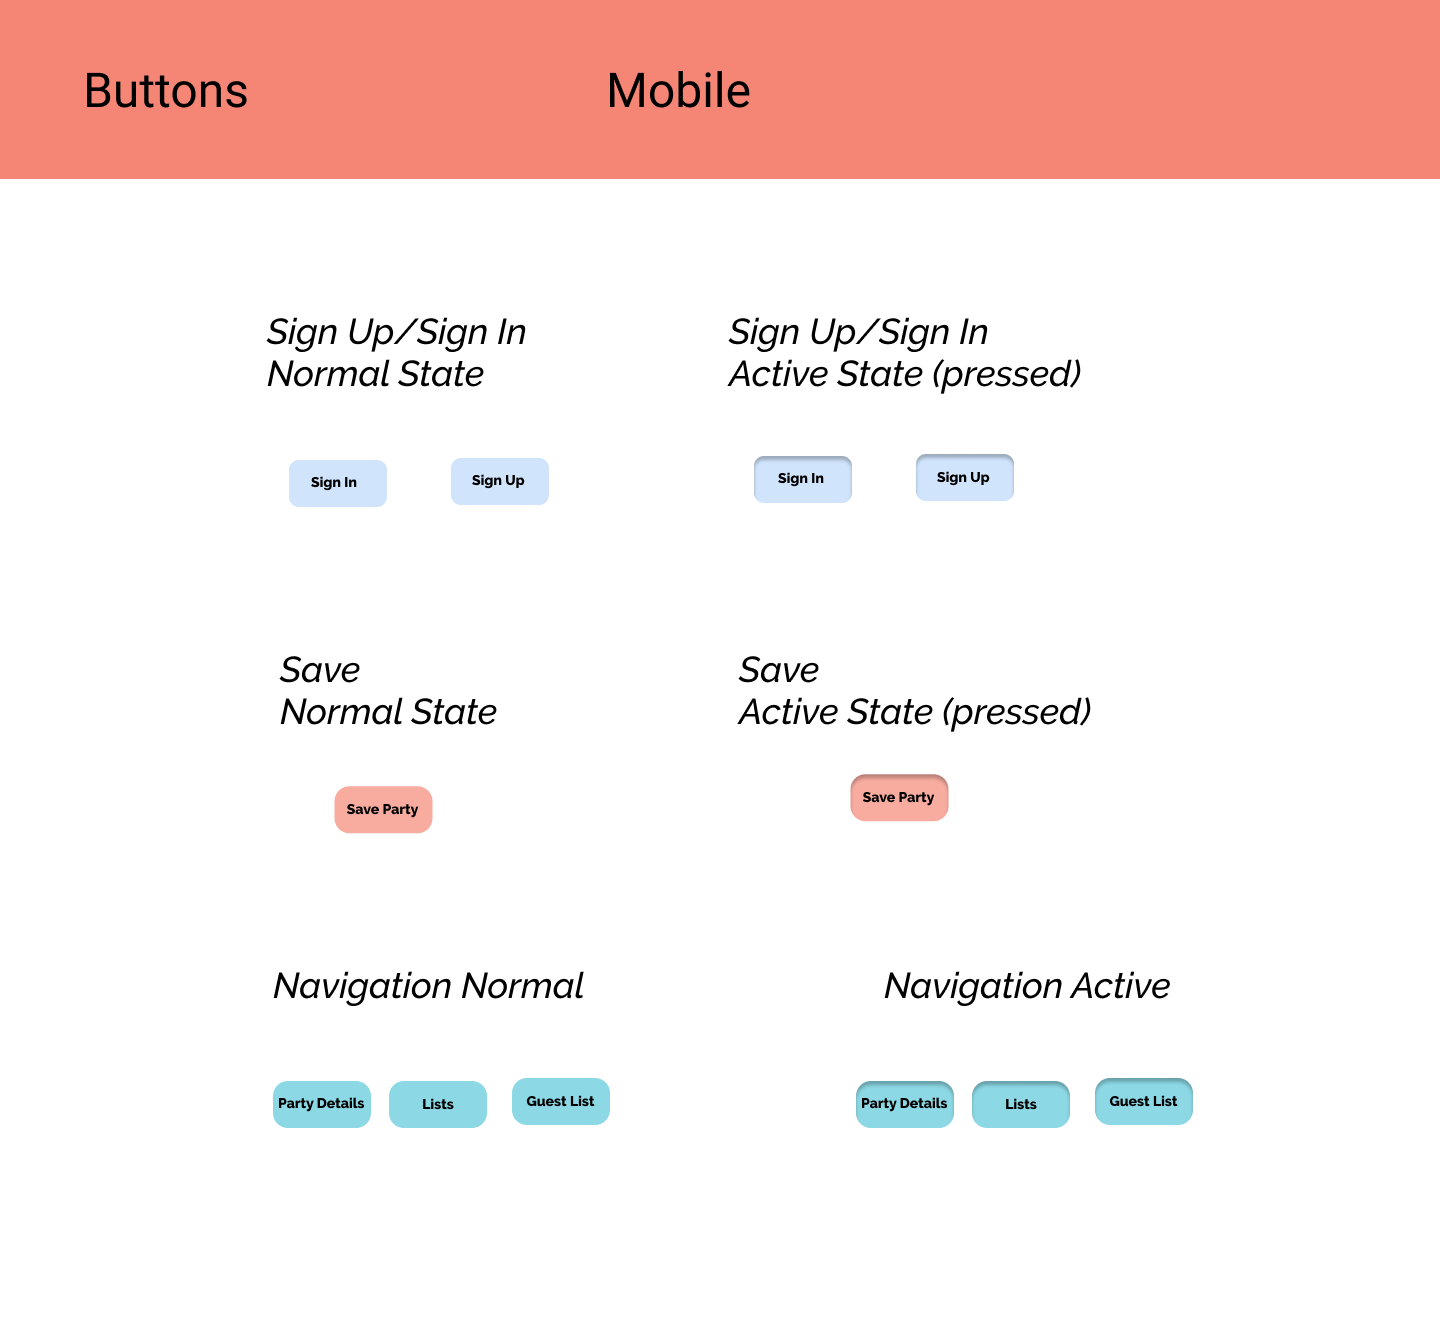 Buttons
Mobile
Sign Up/Sign In
Normal State
Sign Up/Sign In
Active State (pressed)
Sign In
Sign Up
Sign In
Sign Up
Save
Normal State
Save
Active State (pressed)
Save Party
Save Party
Navigation Normal
Navigation Active
Party Details
Lists
Guest List
Party Details
Lists
Guest List